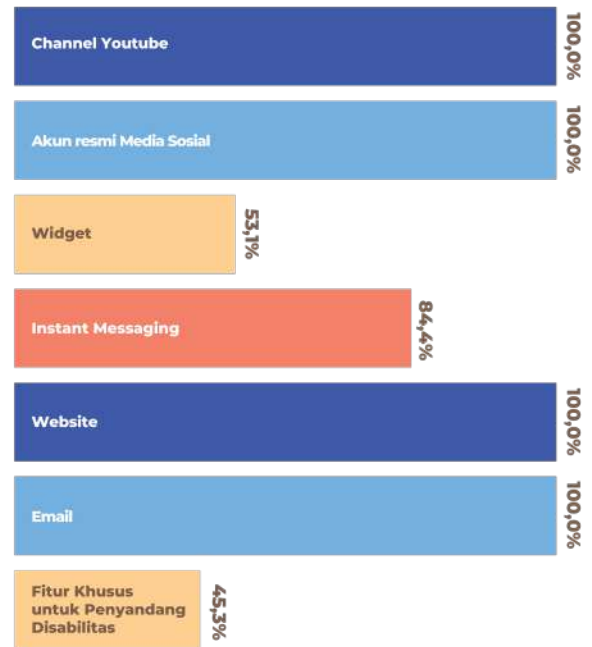 Channel Youtube
100,0%
Akun resmi Media Sosial
100,0%
Widget
53,1%
Instant Messaging
84,4%
Website
100,0%
Email
100,0%
Fitur Khusus
untuk Penyandang
Disabilitas
45,3%